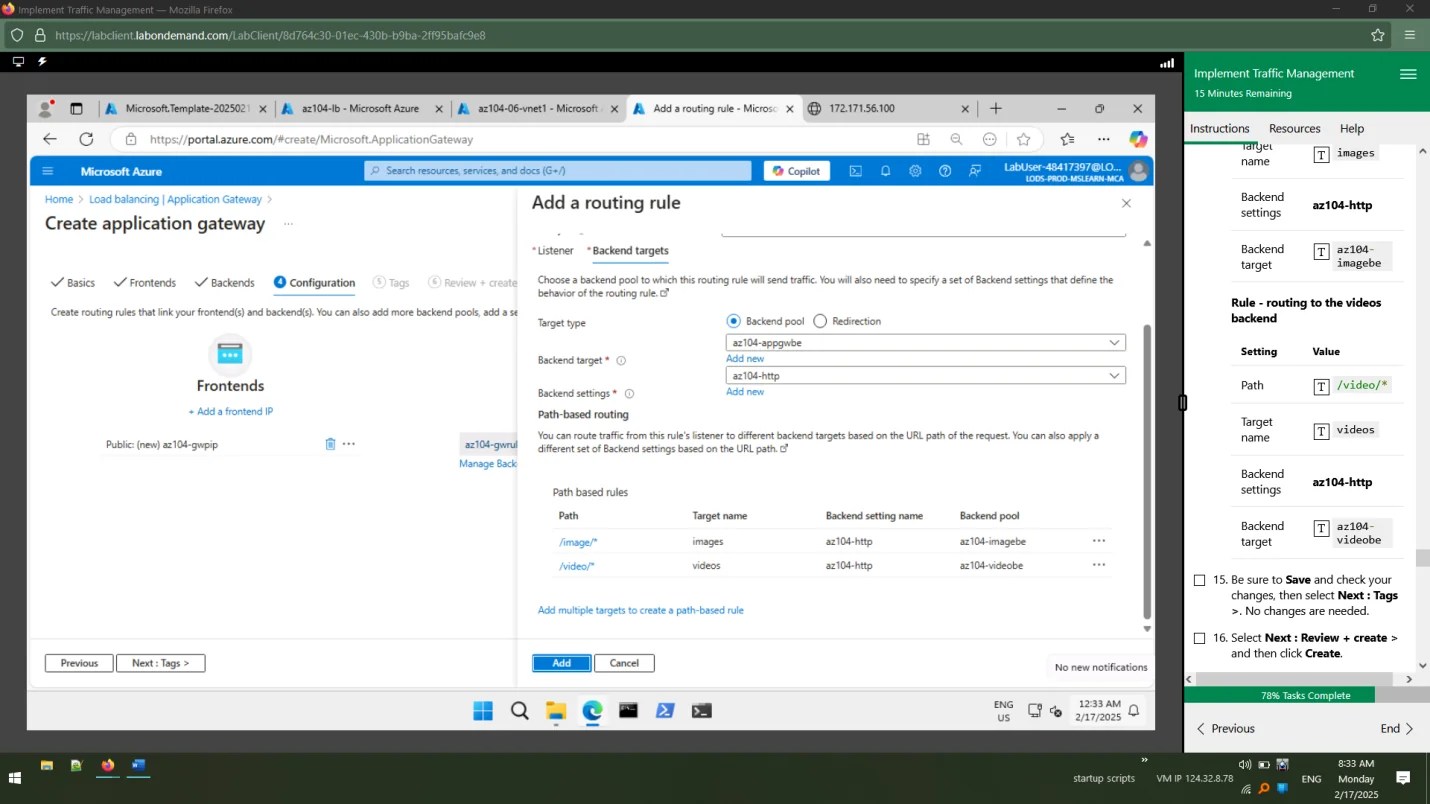 Implement Traffic Management — Mozilla Firefox
https://labclient.labondemand.com/LabClient/8d764c30-01ec-430b-b9ba-2ff95bafc9e8
Microsoft.Template-2025021
az104-lb - Microsoft Azure
az104-06-vnet1 - Microsoft
Add a routing rule - Micros
172.171.56.100
https://portal.azure.com/#create/Microsoft.ApplicationGateway
Microsoft Azure
Search resources, services, and docs (G+/)
Copilot
LabUser-48417397@LO...
LODS-PROD-MSLEARN-MCA
Home > Load balancing | Application Gateway >
Create application gateway ...
Basics
Frontends
Backends
4 Configuration
5 Tags
6 Review + create
Create routing rules that link your frontend(s) and backend(s). You can also add more backend pools, add a se
Frontends
+ Add a frontend IP
Public: (new) az104-gwpip
az104-gwrul
Manage Back
Previous
Next : Tags >
Add a routing rule
* Listener
* Backend targets
Choose a backend pool to which this routing rule will send traffic. You will also need to specify a set of Backend settings that define the
behavior of the routing rule.
Target type
Backend pool
Redirection
az104-appgwbe
Backend target *
Add new
az104-http
Backend settings *
Add new
Path-based routing
You can route traffic from this rule's listener to different backend targets based on the URL path of the request. You can also apply a
different set of Backend settings based on the URL path.
Path based rules
Path Target name Backend setting name Backend pool
/image/* images az104-http az104-imagebe ...
/video/* videos az104-http az104-videobe ...
Add multiple targets to create a path-based rule
Add
Cancel
No new notifications
ENG
US
12:33 AM
2/17/2025
Implement Traffic Management
15 Minutes Remaining
Instructions Resources Help
Target
name
T images
Backend
settings
az104-http
Backend
target
T az104-
imagebe
Rule - routing to the videos
backend
Setting Value
Path T /video/*
Target
name
T videos
Backend
settings
az104-http
Backend
target
T az104-
videobe
15. Be sure to Save and check your
changes, then select Next : Tags
>. No changes are needed.
16. Select Next : Review + create >
and then click Create.
78% Tasks Complete
< Previous
End >
startup scripts
»
VM IP 124.32.8.78
ENG
8:33 AM
Monday
2/17/2025